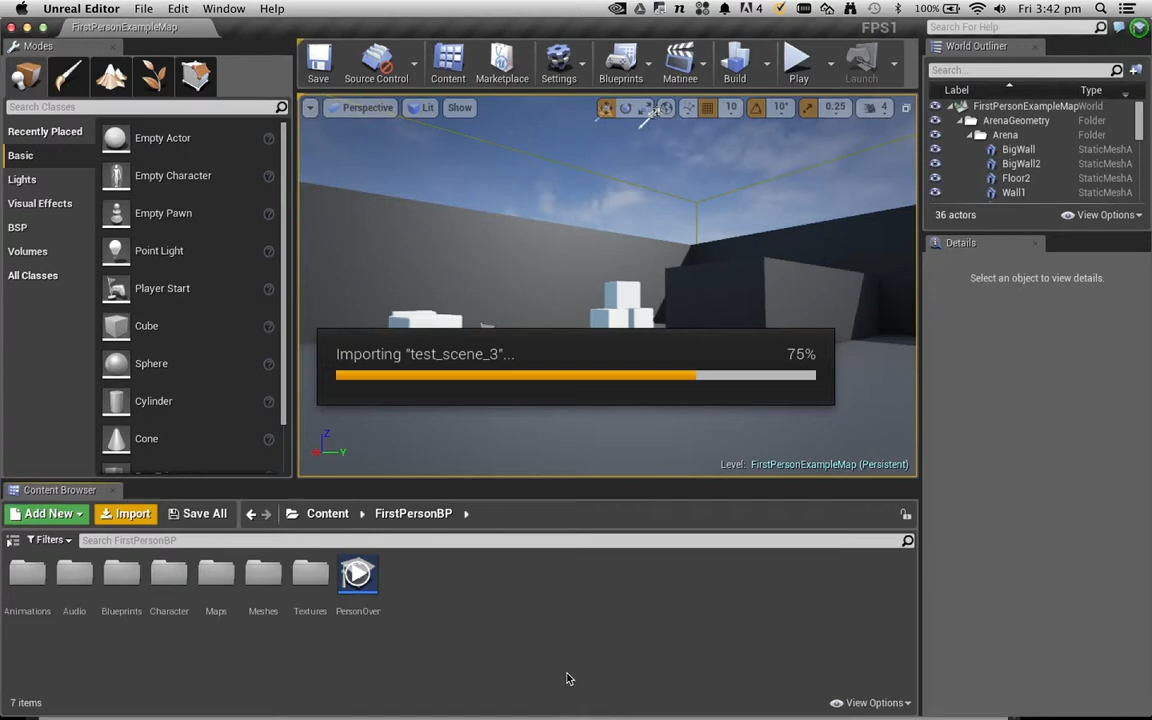 Unreal Editor File Edit Window Help 4 100% Fri 3:42 pm
FirstPersonExampleMap FPS1 Search For Help
Modes World Outliner
Save Source Control Content Marketplace Settings Blueprints Matinee Build Play Launch
Search Classes Search...
Label Type
Perspective Lit Show 10 10° 0.25 4
FirstPersonExampleMap World
ArenaGeometry Folder
Arena Folder
BigWall StaticMeshA
BigWall2 StaticMeshA
Floor2 StaticMeshA
Wall1 StaticMeshA
36 actors View Options
Details
Select an object to view details.
Recently Placed
Basic
Lights
Visual Effects
BSP
Volumes
All Classes
Empty Actor
Empty Character
Empty Pawn
Point Light
Player Start
Cube
Sphere
Cylinder
Cone
Importing "test_scene_3"... 75%
Z
Y
Level: FirstPersonExampleMap (Persistent)
Content Browser
Add New Import Save All Content FirstPersonBP
Filters Search FirstPersonBP
Animations Audio Blueprints Character Maps Meshes Textures PersonOver
7 items View Options